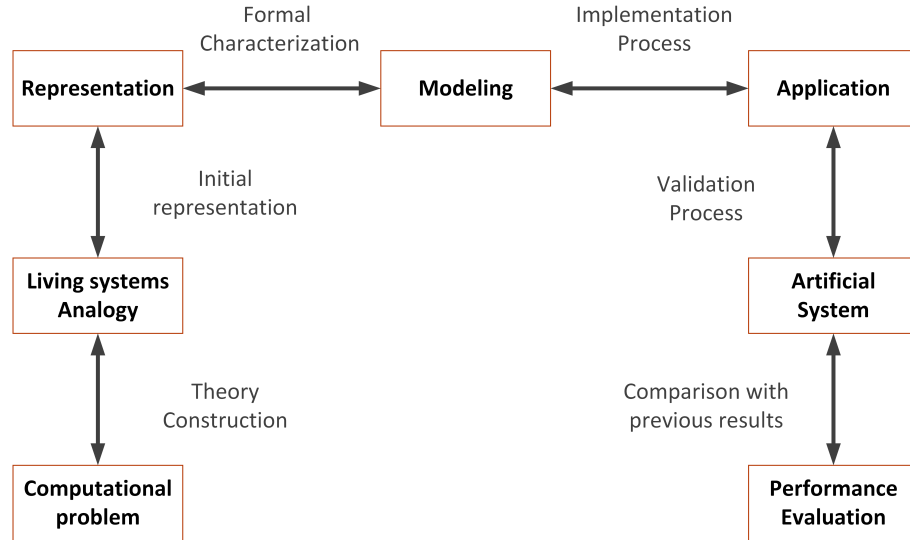 Formal
Characterization
Implementation
Process
Representation
Modeling
Application
Initial
representation
Validation
Process
Living systems
Analogy
Artificial
System
Theory
Construction
Comparison with
previous results
Computational
problem
Performance
Evaluation